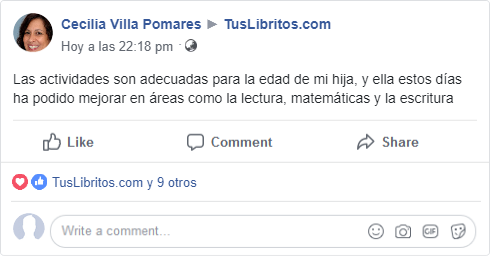 Cecilia Villa Pomares ▶ TusLibritos.com
Hoy a las 22:18 pm ·
Las actividades son adecuadas para la edad de mi hija, y ella estos días
ha podido mejorar en áreas como la lectura, matemáticas y la escritura
Like Comment Share
TusLibritos.com y 9 otros
Write a comment... GIF